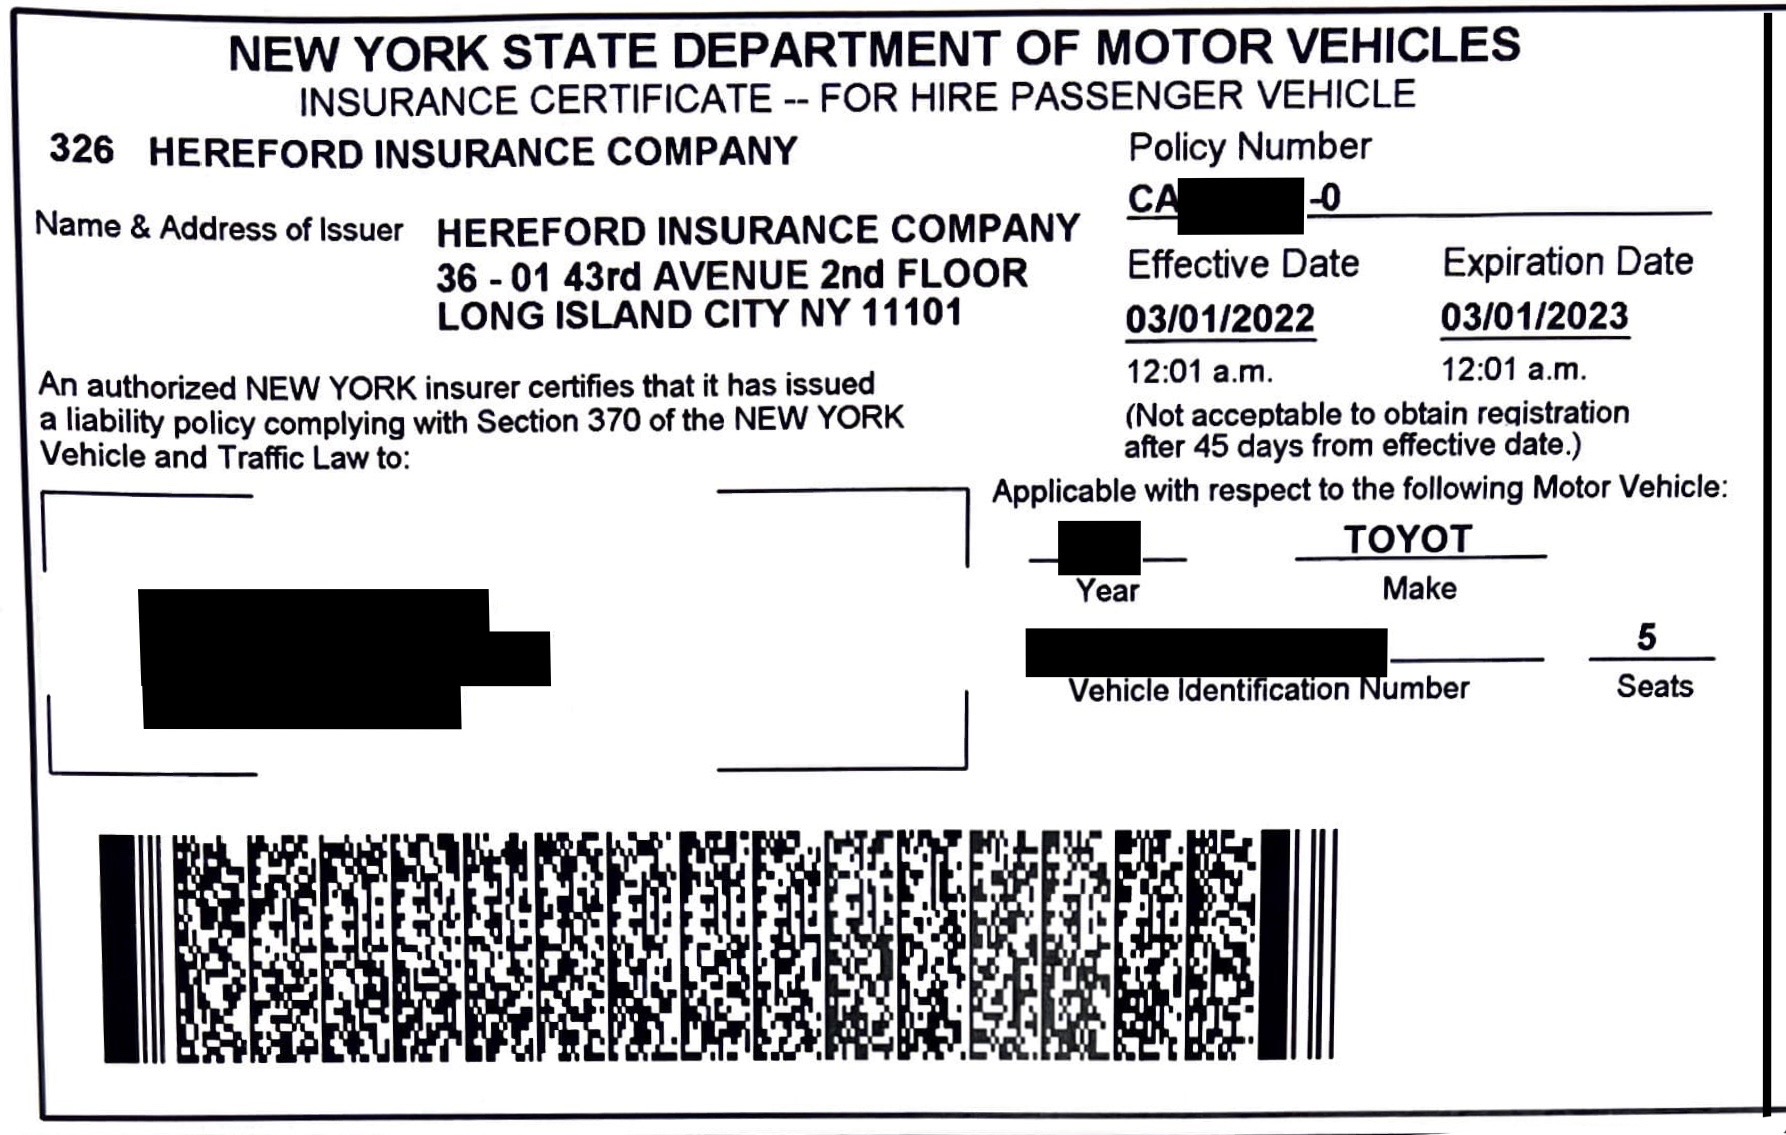 NEW YORK STATE DEPARTMENT OF MOTOR VEHICLES
INSURANCE CERTIFICATE -- FOR HIRE PASSENGER VEHICLE
326 HEREFORD INSURANCE COMPANY
Policy Number
CA -0
Name & Address of Issuer HEREFORD INSURANCE COMPANY
36 - 01 43rd AVENUE 2nd FLOOR
LONG ISLAND CITY NY 11101
Effective Date Expiration Date
03/01/2022 03/01/2023
12:01 a.m. 12:01 a.m.
(Not acceptable to obtain registration
after 45 days from effective date.)
An authorized NEW YORK insurer certifies that it has issued
a liability policy complying with Section 370 of the NEW YORK
Vehicle and Traffic Law to:
Applicable with respect to the following Motor Vehicle:
TOYOT
Year Make
5
Vehicle Identification Number Seats